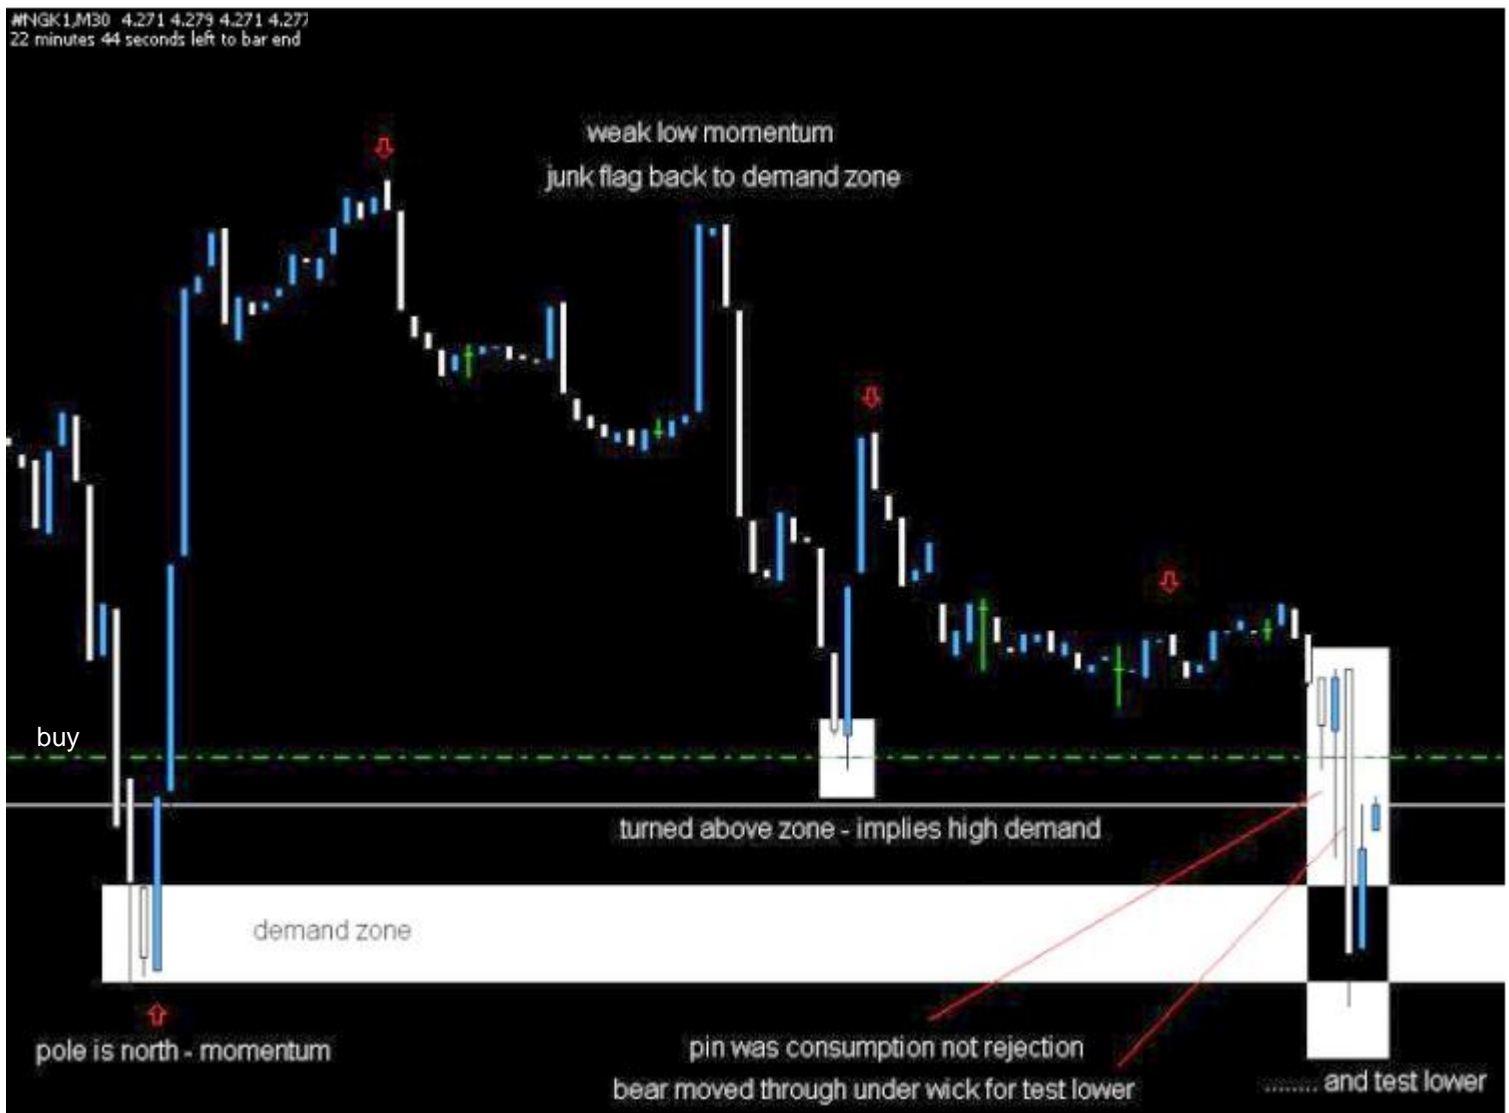 #NGK1,M30 4.271 4.279 4.271 4.277
22 minutes 44 seconds left to bar end
weak low momentum
junk flag back to demand zone
buy
turned above zone - implies high demand
demand zone
pole is north - momentum
pin was consumption not rejection
bear moved through under wick for test lower
........ and test lower